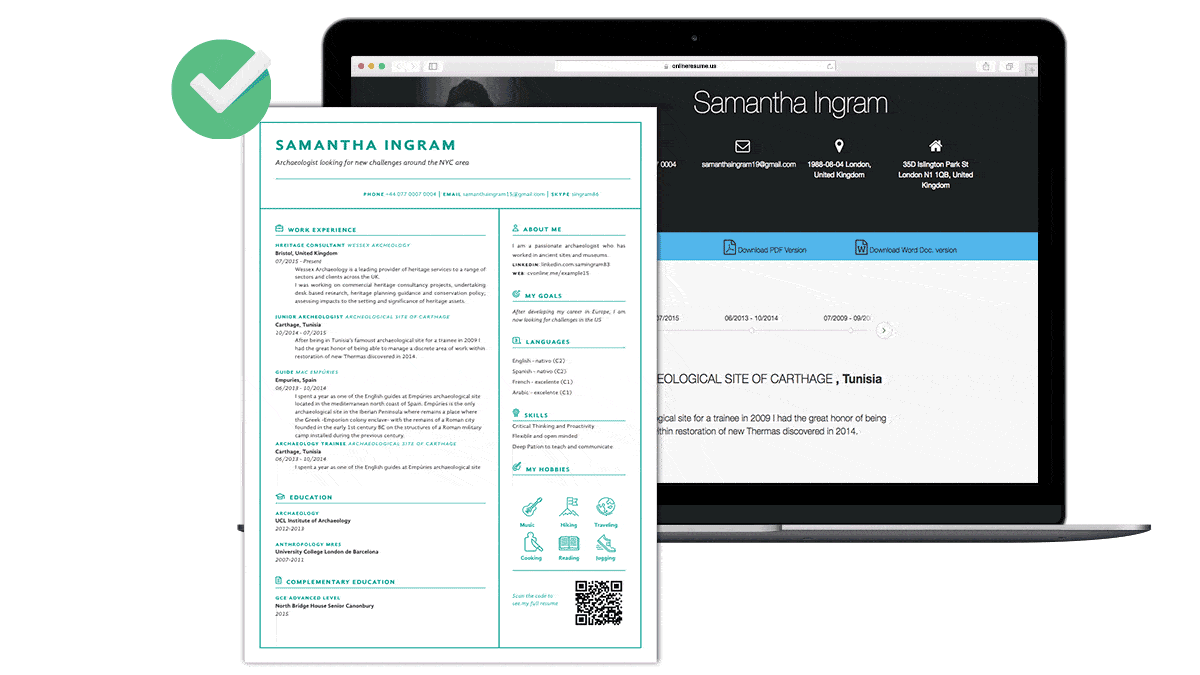 onlineresume.us
Samantha Ingram
7 0004
samanthaingram19@gmail.com
1988-08-04 London,
United Kingdom
35D Islington Park St
London N1 1QB, United
Kingdom
Download PDF Version
Download Word Doc. version
7/2015
06/2013 - 10/2014
07/2009 - 09/20
EOLOGICAL SITE OF CARTHAGE , Tunisia
gical site for a trainee in 2009 I had the great honor of being
ithin restoration of new Thermas discovered in 2014.
SAMANTHA INGRAM
Archaeologist looking for new challenges around the NYC area
PHONE +44 077 0007 0004 | EMAIL samanthaingram15@gmail.com | SKYPE singram86
WORK EXPERIENCE
HERITAGE CONSULTANT WESSEX ARCHEOLOGY
Bristol, United Kingdom
07/2015 - Present
Wessex Archaeology is a leading provider of heritage services to a range of
sectors and clients across the UK.
I was working on commercial heritage consultancy projects, undertaking
desk based research, heritage planning guidance and conservation policy,
assessing impacts to the setting and significance of heritage assets.
JUNIOR ARCHEOLOGIST ARCHEOLOGICAL SITE OF CARTHAGE
Carthage, Tunisia
10/2014 - 07/2015
After being in Tunisia's famoust archaeological site for a trainee in 2009 I
had the great honor of being able to manage a discrete area of work within
restoration of new Thermas discovered in 2014.
GUIDE MAC EMPÚRIES
Empuries, Spain
06/2013 - 10/2014
I spent a year as one of the English guides at Empúries archaeological site
located in the mediterranean north coast of Spain. Empúries is the only
archaeological site in the Iberian Peninsula where remains a place where
the Greek -Emporion colony enclave- with the remains of a Roman city
founded in the early 1st century BC on the structures of a Roman military
camp installed during the previous century.
ARCHAEOLOGY TRAINEE ARCHEOLOGICAL SITE OF CARTHAGE
Carthage, Tunisia
06/2013 - 10/2014
I spent a year as one of the English guides at Empúries archaeological site
EDUCATION
ARCHAEOLOGY
UCL Institute of Archaeology
2012-2013
ANTHROPOLOGY MRES
University College London de Barcelona
2007-2011
COMPLEMENTARY EDUCATION
GCE ADVANCED LEVEL
North Bridge House Senior Canonbury
2015
ABOUT ME
I am a passionate archaeologist who has
worked in ancient sites and museums.
LINKEDIN: linkedin.com.samingram83
WEB: cvonline.me/example15
MY GOALS
After developing my career in Europe, I am
now looking for challenges in the US
LANGUAGES
English - nativo (C2)
Spanish - nativo (C2)
French - excelente (C1)
Arabic - excelente (C1)
SKILLS
Critical Thinking and Proactivity
Flexible and open minded
Deep Pation to teach and communicate
MY HOBBIES
Music
Hiking
Traveling
Cooking
Reading
Jogging
Scan the code to
see my full resume